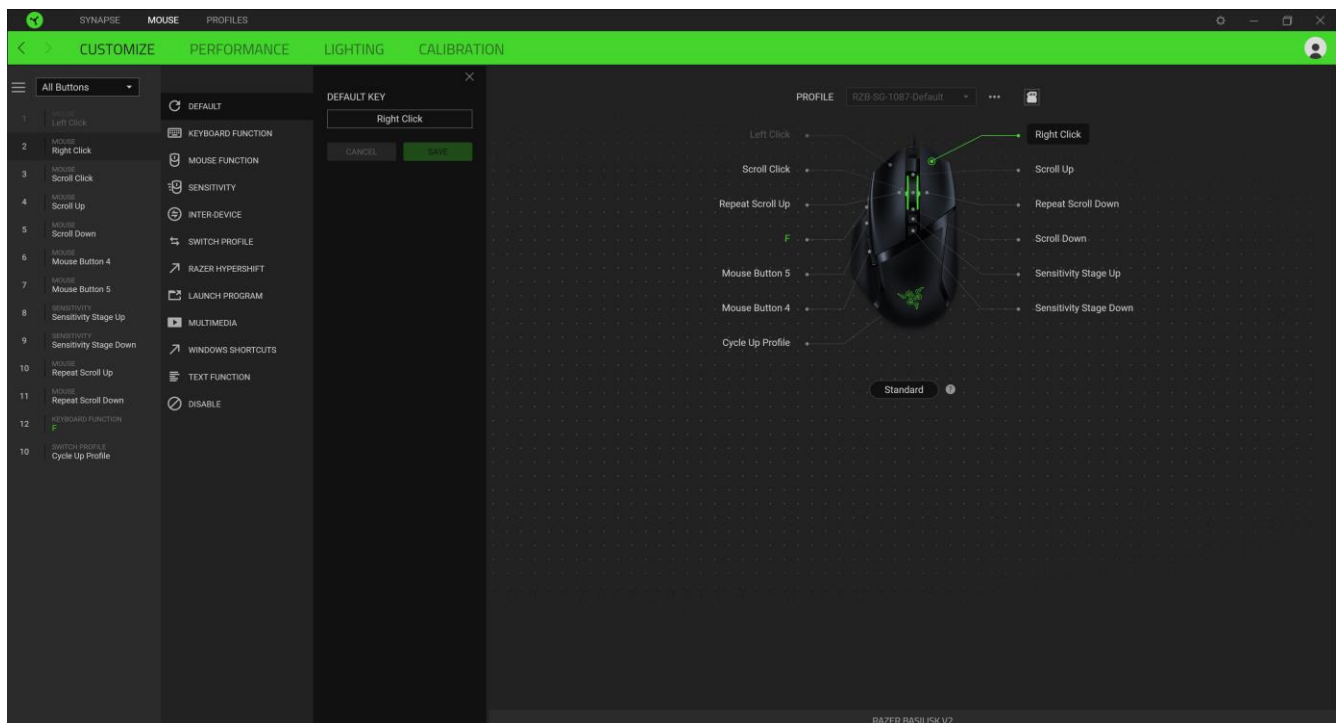 SYNAPSE MOUSE PROFILES
CUSTOMIZE PERFORMANCE LIGHTING CALIBRATION
All Buttons
1 MOUSE
Left Click
2 MOUSE
Right Click
3 MOUSE
Scroll Click
4 MOUSE
Scroll Up
5 MOUSE
Scroll Down
6 MOUSE
Mouse Button 4
7 MOUSE
Mouse Button 5
8 SENSITIVITY
Sensitivity Stage Up
9 SENSITIVITY
Sensitivity Stage Down
10 MOUSE
Repeat Scroll Up
11 MOUSE
Repeat Scroll Down
12 KEYBOARD FUNCTION
F
10 SWITCH PROFILE
Cycle Up Profile
DEFAULT
KEYBOARD FUNCTION
MOUSE FUNCTION
SENSITIVITY
INTER-DEVICE
SWITCH PROFILE
RAZER HYPERSHIFT
LAUNCH PROGRAM
MULTIMEDIA
WINDOWS SHORTCUTS
TEXT FUNCTION
DISABLE
DEFAULT KEY
Right Click
CANCEL SAVE
PROFILE RZB-SG-1087-Default
Left Click
Scroll Click
Repeat Scroll Up
F
Mouse Button 5
Mouse Button 4
Cycle Up Profile
Right Click
Scroll Up
Repeat Scroll Down
Scroll Down
Sensitivity Stage Up
Sensitivity Stage Down
Standard ?
RAZER BASILISK V2